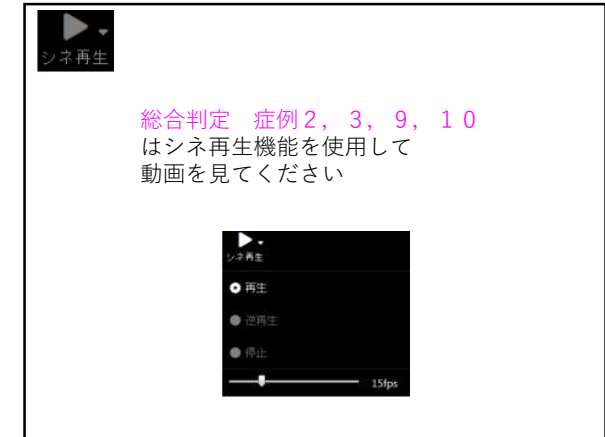 シネ再生
総合判定　症例２，３，９，１０
はシネ再生機能を使用して
動画を見てください
シネ再生
再生
逆再生
停止
15fps